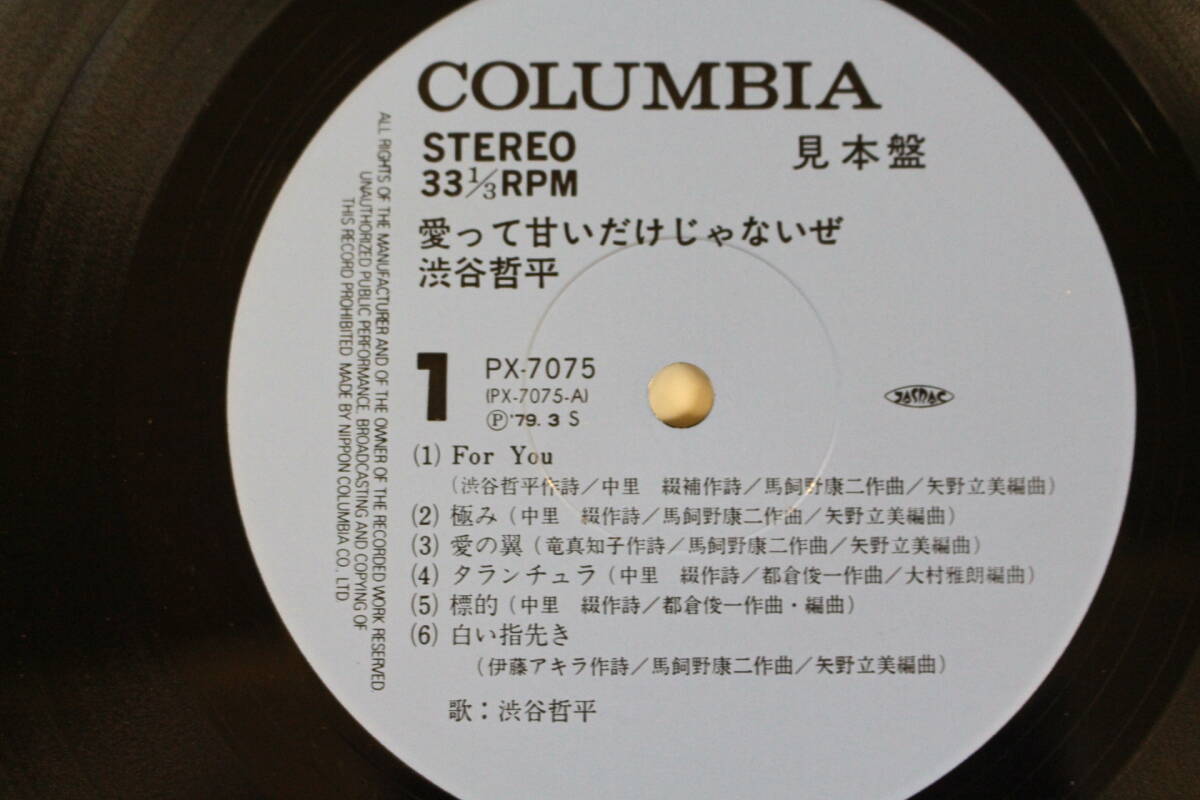 COLUMBIA
STEREO
33 1/3 RPM
見本盤
愛って甘いだけじゃないぜ
渋谷哲平
1
PX-7075
(PX-7075-A)
Ⓟ'79. 3 S
JASRAC
(1) For You
(渋谷哲平作詩/中里 綴補作詩/馬飼野康二作曲/矢野立美編曲)
(2) 極み (中里 綴作詩/馬飼野康二作曲/矢野立美編曲)
(3) 愛の翼 (竜真知子作詩/馬飼野康二作曲/矢野立美編曲)
(4) タランチュラ (中里 綴作詩/都倉俊一作曲/大村雅朗編曲)
(5) 標的 (中里 綴作詩/都倉俊一作曲・編曲)
(6) 白い指先き
(伊藤アキラ作詩/馬飼野康二作曲/矢野立美編曲)
歌：渋谷哲平
ALL RIGHTS OF THE MANUFACTURER AND OF THE OWNER OF THE RECORDED WORK RESERVED.
UNAUTHORIZED PUBLIC PERFORMANCE. BROADCASTING AND COPYING OF
THIS RECORD PROHIBITED MADE BY NIPPON COLUMBIA CO., LTD